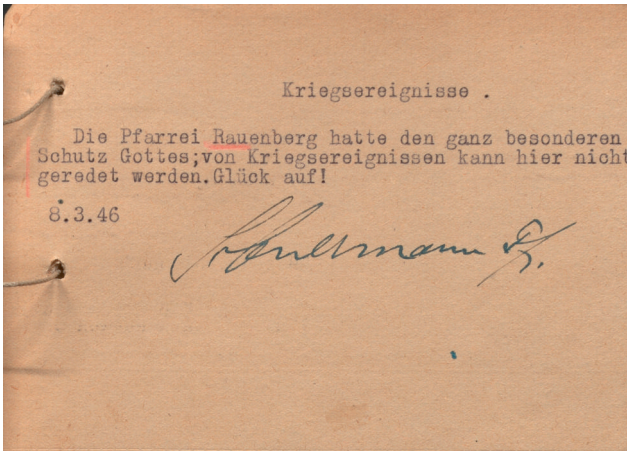 Kriegsereignisse .
Die Pfarrei Rauenberg hatte den ganz besonderen
Schutz Gottes;von Kriegsereignissen kann hier nicht
geredet werden.Glück auf!
8.3.46